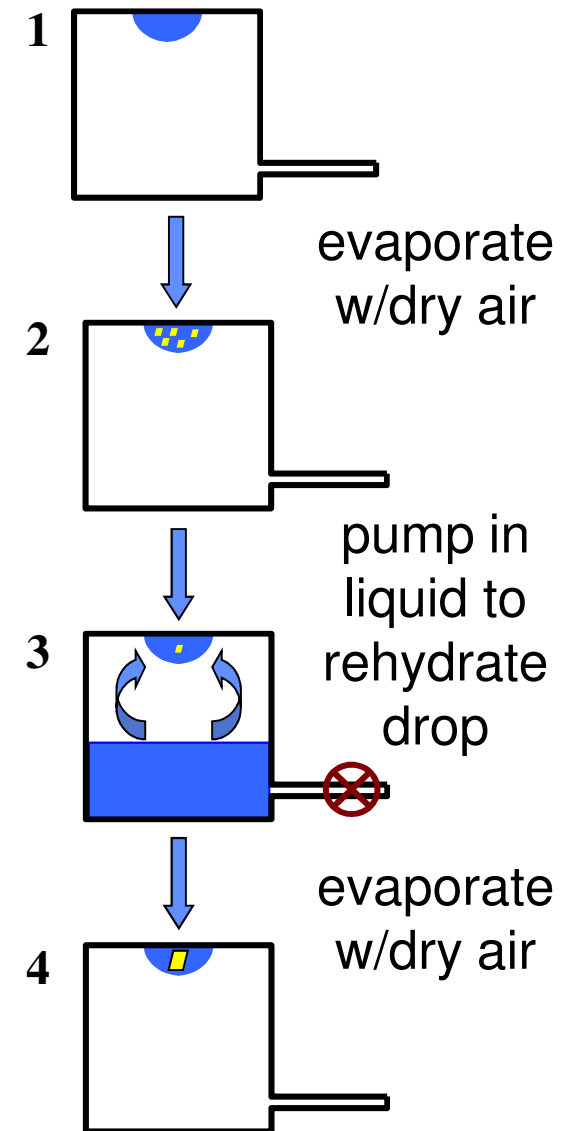 1
evaporate
w/dry air
2
pump in
liquid to
rehydrate
drop
3
evaporate
w/dry air
4